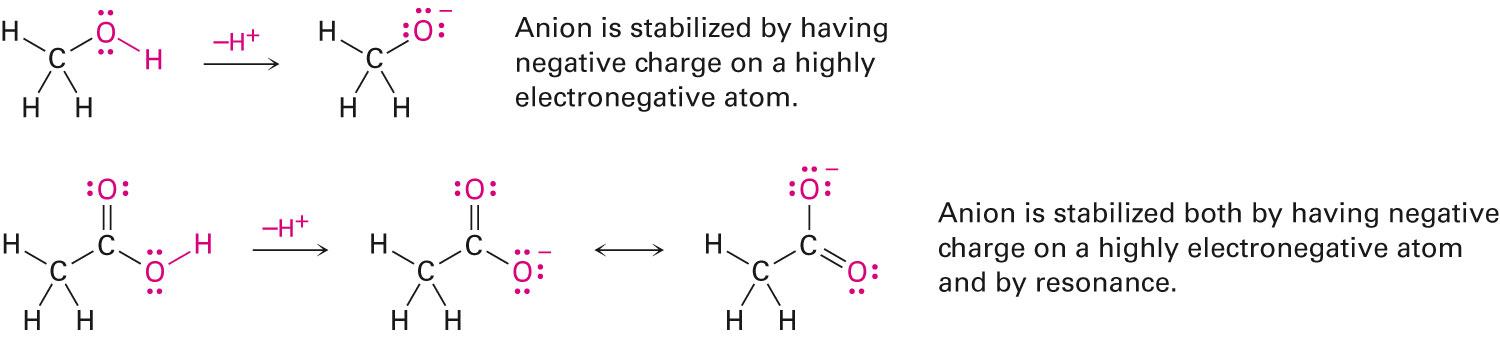 H O
C H
H H
–H⁺
H O –
C
H H
Anion is stabilized by having
negative charge on a highly
electronegative atom.
O
H C H
C O
H H
–H⁺
O
H C –
C O
H H
O –
H C
C O
H H
Anion is stabilized both by having negative
charge on a highly electronegative atom
and by resonance.